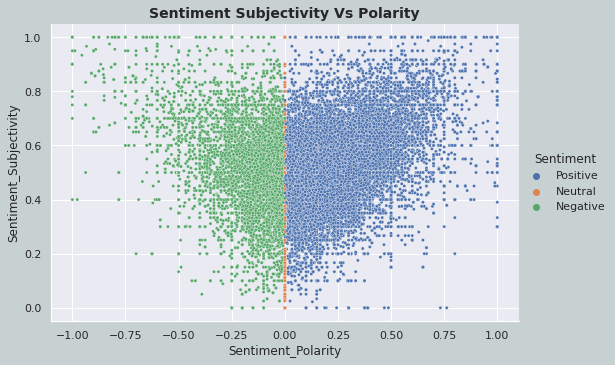 Sentiment Subjectivity Vs Polarity
1.0
0.8
0.6
0.4
0.2
0.0
Sentiment_Subjectivity
−1.00 −0.75 −0.50 −0.25 0.00 0.25 0.50 0.75 1.00
Sentiment_Polarity
Sentiment
Positive
Neutral
Negative